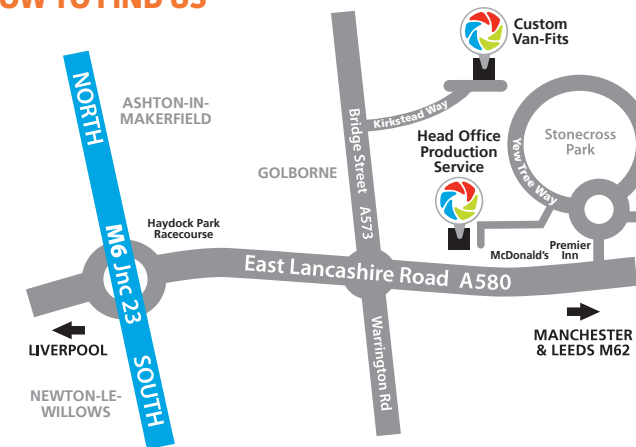 HOW TO FIND US
NORTH
ASHTON-IN-
MAKERFIELD
GOLBORNE
Bridge Street A573
Kirkstead Way
Custom
Van-Fits
Head Office
Production
Service
Stonecross
Park
Yew Tree Way
Haydock Park
Racecourse
M6 Jnc 23
East Lancashire Road A580
McDonald's
Premier
Inn
LIVERPOOL
SOUTH
Warrington Rd
MANCHESTER
& LEEDS M62
NEWTON-LE-
WILLOWS